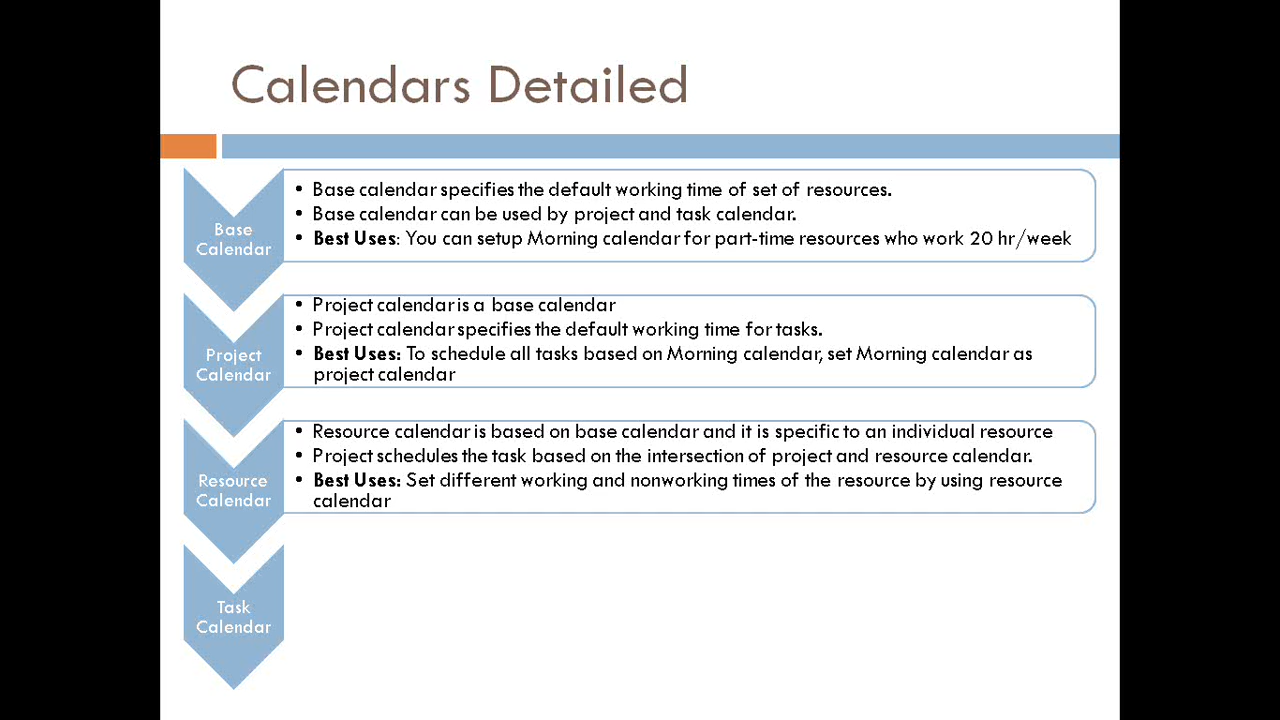 Calendars Detailed
Base
Calendar
• Base calendar specifies the default working time of set of resources.
• Base calendar can be used by project and task calendar.
• Best Uses: You can setup Morning calendar for part-time resources who work 20 hr/week
Project
Calendar
• Project calendar is a base calendar
• Project calendar specifies the default working time for tasks.
• Best Uses: To schedule all tasks based on Morning calendar, set Morning calendar as
project calendar
Resource
Calendar
• Resource calendar is based on base calendar and it is specific to an individual resource
• Project schedules the task based on the intersection of project and resource calendar.
• Best Uses: Set different working and nonworking times of the resource by using resource
calendar
Task
Calendar